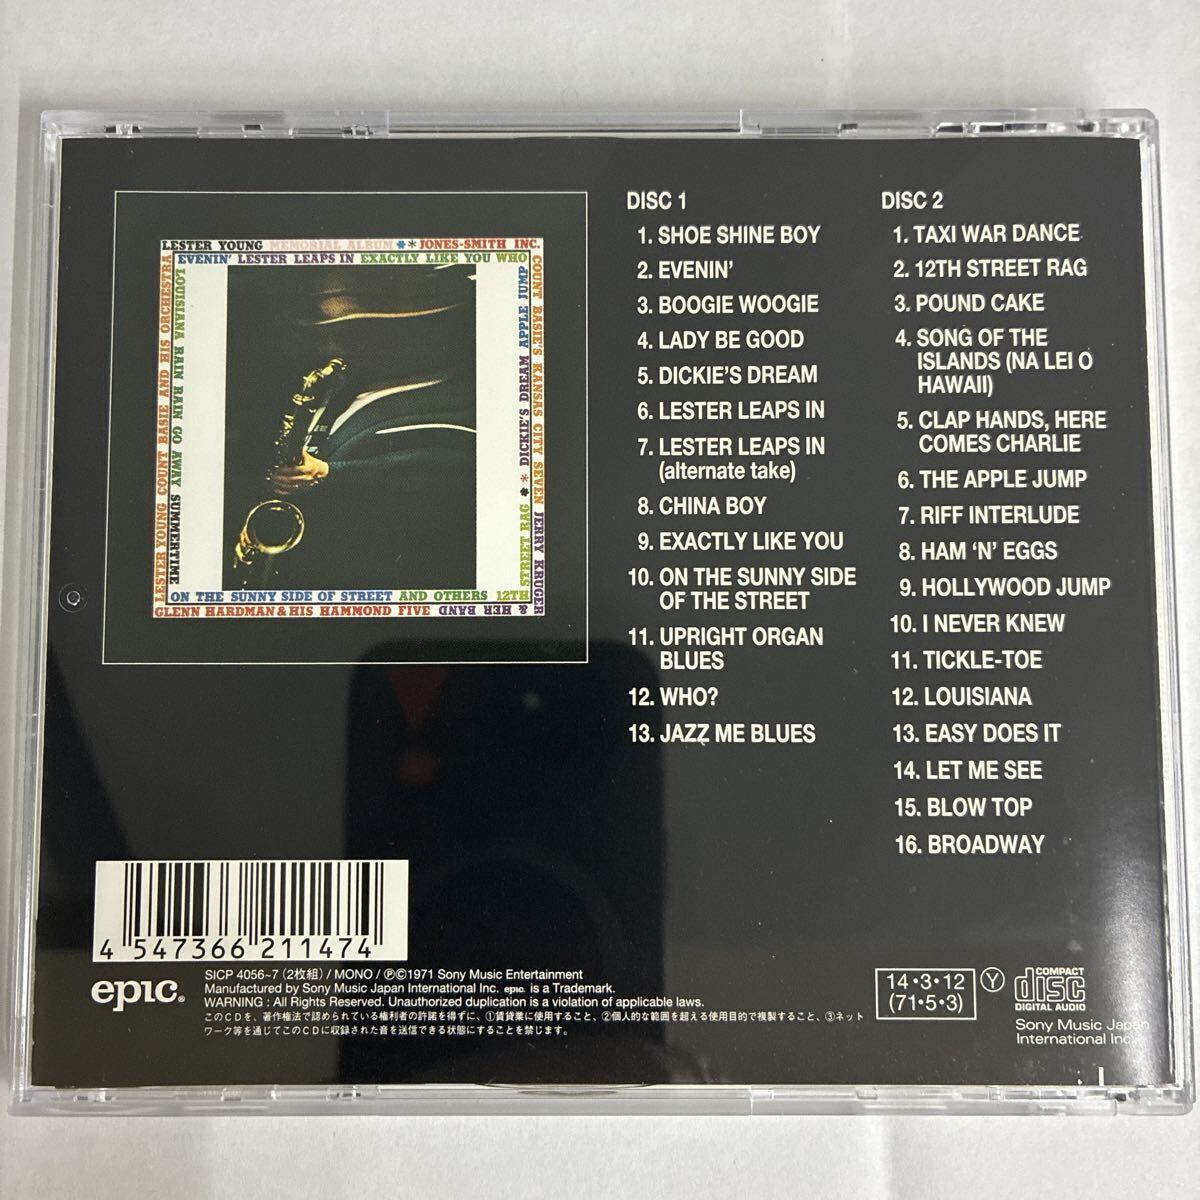 LESTER YOUNG MEMORIAL ALBUM ** JONES-SMITH INC.
EVENIN' LESTER LEAPS IN EXACTLY LIKE YOU WHO
COUNT BASIE'S KANSAS CITY SEVEN JERRY KRUGER
& HER BAND
GLENN HARDMAN & HIS HAMMOND FIVE
LESTER YOUNG COUNT BASIE AND HIS ORCHESTRA
LOUISIANA RAIN RAIN GO AWAY SUMMERTIME
ON THE SUNNY SIDE OF STREET AND OTHERS 12TH
STREET RAG ** DICKIE'S DREAM APPLE JUMP
DISC 1
1. SHOE SHINE BOY
2. EVENIN'
3. BOOGIE WOOGIE
4. LADY BE GOOD
5. DICKIE'S DREAM
6. LESTER LEAPS IN
7. LESTER LEAPS IN
(alternate take)
8. CHINA BOY
9. EXACTLY LIKE YOU
10. ON THE SUNNY SIDE
OF THE STREET
11. UPRIGHT ORGAN
BLUES
12. WHO?
13. JAZZ ME BLUES
DISC 2
1. TAXI WAR DANCE
2. 12TH STREET RAG
3. POUND CAKE
4. SONG OF THE
ISLANDS (NA LEI O
HAWAII)
5. CLAP HANDS, HERE
COMES CHARLIE
6. THE APPLE JUMP
7. RIFF INTERLUDE
8. HAM 'N' EGGS
9. HOLLYWOOD JUMP
10. I NEVER KNEW
11. TICKLE-TOE
12. LOUISIANA
13. EASY DOES IT
14. LET ME SEE
15. BLOW TOP
16. BROADWAY
4 547366 211474
epic®
SICP 4056~7 (2枚組) / MONO / ℗©1971 Sony Music Entertainment
Manufactured by Sony Music Japan International Inc. epic. is a Trademark.
WARNING : All Rights Reserved. Unauthorized duplication is a violation of applicable laws.
このCDを、著作権法で認められている権利者の許諾を得ずに、①賃貸業に使用すること、②個人的な範囲を超える使用目的で複製すること、③ネット
ワーク等を通じてこのCDに収録された音を送信できる状態にすることを禁じます。
14・3・12
(71・5・3)
Y
COMPACT
disc
DIGITAL AUDIO
Sony Music Japan
International Inc.